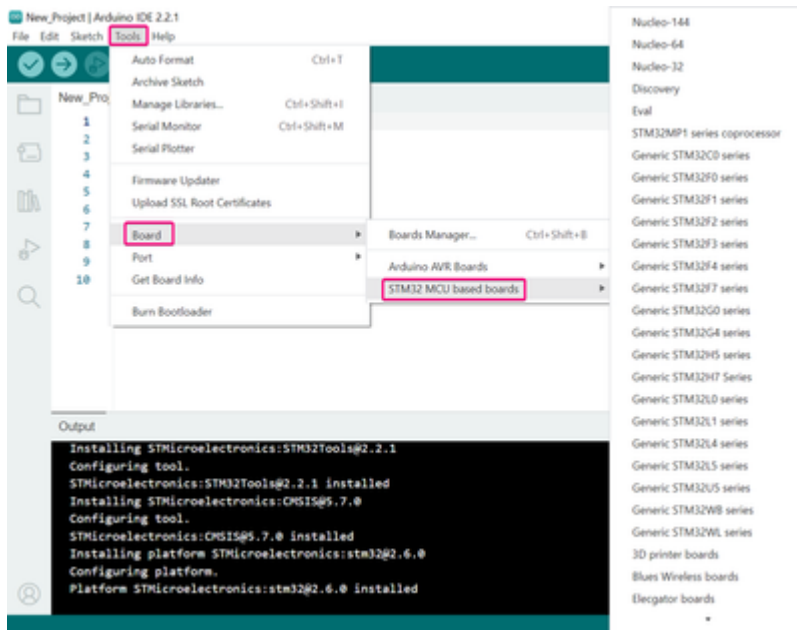 New_Project | Arduino IDE 2.2.1
File Edit Sketch Tools Help
New_Pro
1
2
3
4
5
6
7
8
9
10
Auto Format Ctrl+T
Archive Sketch
Manage Libraries... Ctrl+Shift+I
Serial Monitor Ctrl+Shift+M
Serial Plotter
Firmware Updater
Upload SSL Root Certificates
Board
Port
Get Board Info
Burn Bootloader
Boards Manager... Ctrl+Shift+B
Arduino AVR Boards
STM32 MCU based boards
Nucleo-144
Nucleo-64
Nucleo-32
Discovery
Eval
STM32MP1 series coprocessor
Generic STM32C0 series
Generic STM32F0 series
Generic STM32F1 series
Generic STM32F2 series
Generic STM32F3 series
Generic STM32F4 series
Generic STM32F7 series
Generic STM32G0 series
Generic STM32G4 series
Generic STM32H5 series
Generic STM32H7 Series
Generic STM32L0 series
Generic STM32L1 series
Generic STM32L4 series
Generic STM32L5 series
Generic STM32U5 series
Generic STM32WB series
Generic STM32WL series
3D printer boards
Blues Wireless boards
Elecgator boards
Output
Installing STMicroelectronics:STM32Tools@2.2.1
Configuring tool.
STMicroelectronics:STM32Tools@2.2.1 installed
Installing STMicroelectronics:CMSIS@5.7.0
Configuring tool.
STMicroelectronics:CMSIS@5.7.0 installed
Installing platform STMicroelectronics:stm32@2.6.0
Configuring platform.
Platform STMicroelectronics:stm32@2.6.0 installed